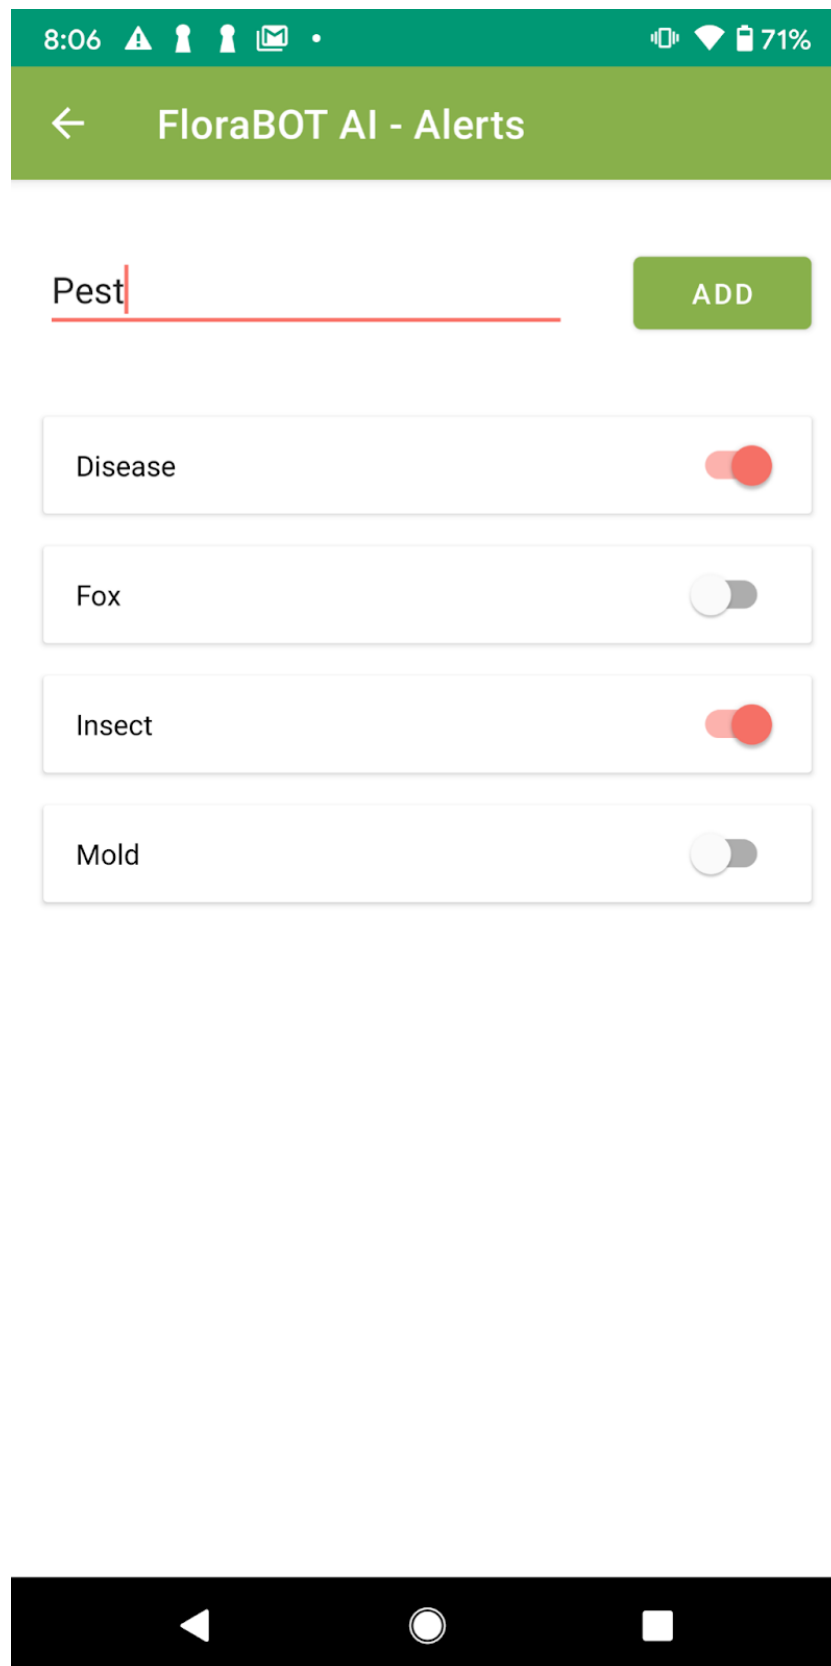 8:06 71%
FloraBOT AI - Alerts
Pest ADD
Disease
Fox
Insect
Mold